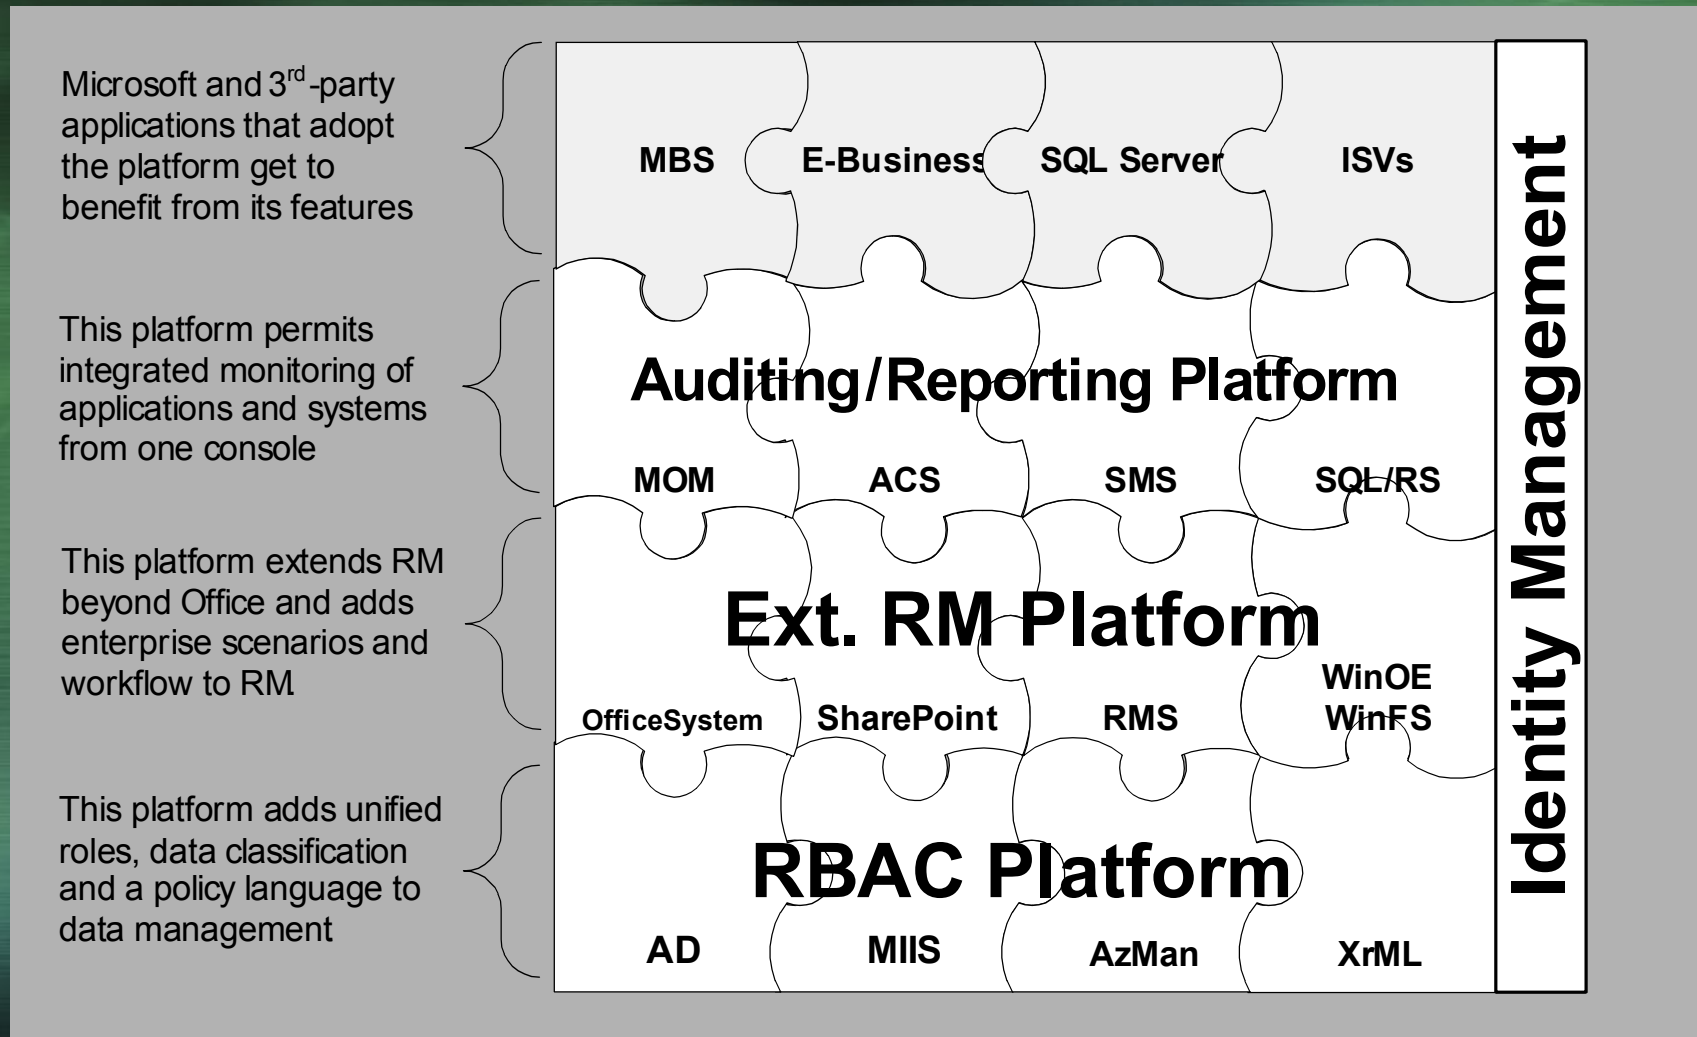 Microsoft and 3rd-party
applications that adopt
the platform get to
benefit from its features
MBS
E-Business
SQL Server
ISVs
This platform permits
integrated monitoring of
applications and systems
from one console
Auditing/Reporting Platform
MOM
ACS
SMS
SQL/RS
This platform extends RM
beyond Office and adds
enterprise scenarios and
workflow to RM.
Ext. RM Platform
OfficeSystem
SharePoint
RMS
WinOE
WinFS
This platform adds unified
roles, data classification
and a policy language to
data management.
RBAC Platform
AD
MIIS
AzMan
XrML
Identity Management